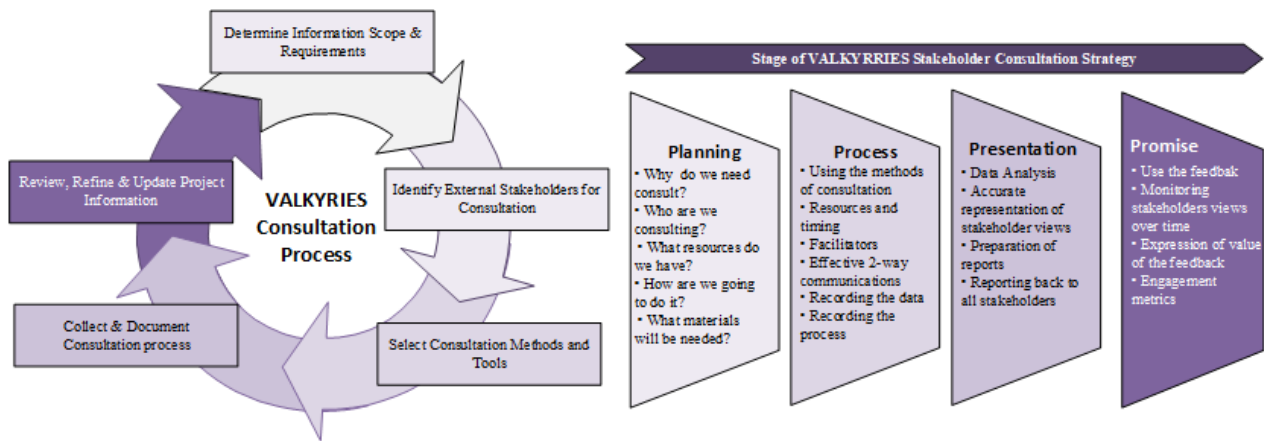 Determine Information Scope &
Requirements
Identify External Stakeholders for
Consultation
Select Consultation Methods and
Tools
Collect & Document
Consultation process
Review, Refine & Update Project
Information
VALKYRIES
Consultation
Process
Stage of VALKYRRIES Stakeholder Consultation Strategy
Planning
• Why do we need
consult?
• Who are we
consulting?
• What resources do
we have?
• How are we going
to do it?
• What materials
will be needed?
Process
• Using the methods
of consultation
• Resources and
timing
• Facilitators
• Effective 2-way
communications
• Recording the data
• Recording the
process
Presentation
• Data Analysis
• Accurate
representation of
stakeholder views
• Preparation of
reports
• Reporting back to
all stakeholders
Promise
• Use the feedbak
• Monitoring
stakeholders views
over time
• Expression of value
of the feedback
• Engagement
metrics